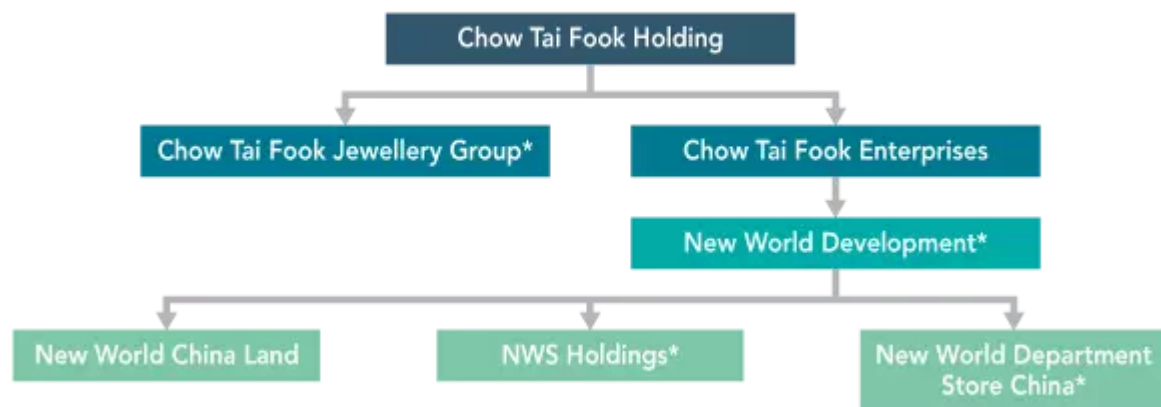 Chow Tai Fook Holding
Chow Tai Fook Jewellery Group*
Chow Tai Fook Enterprises
New World Development*
New World China Land
NWS Holdings*
New World Department
Store China*